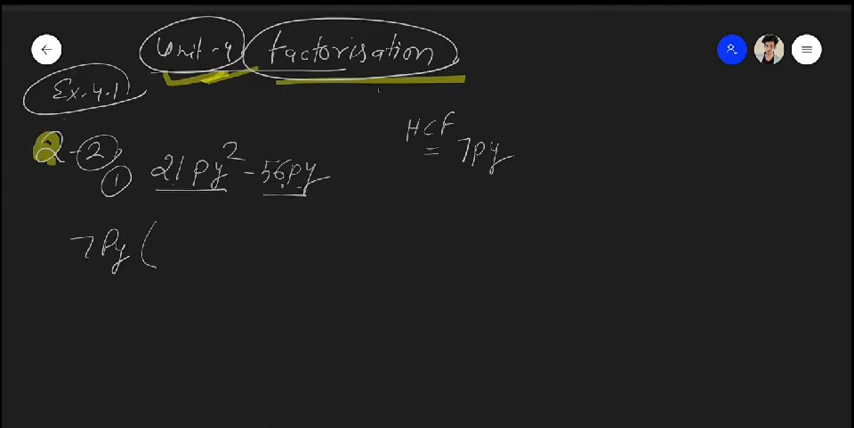 Unit-4 Factorisation
Ex.4.1
Q-2,
① 21py² - 56py
HCF
= 7py
7Py (